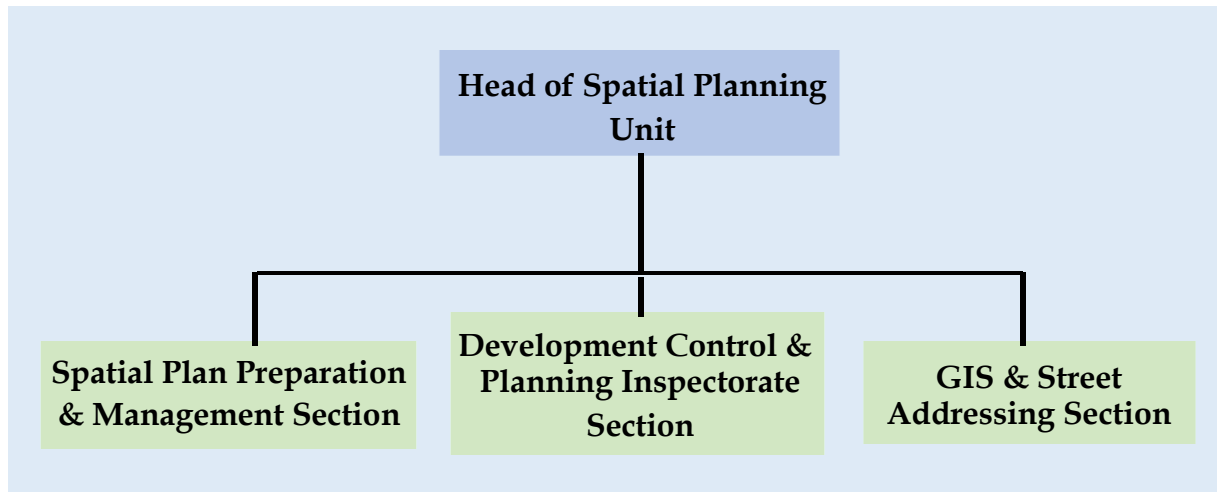 Head of Spatial Planning
Unit
Spatial Plan Preparation
& Management Section
Development Control &
Planning Inspectorate
Section
GIS & Street
Addressing Section